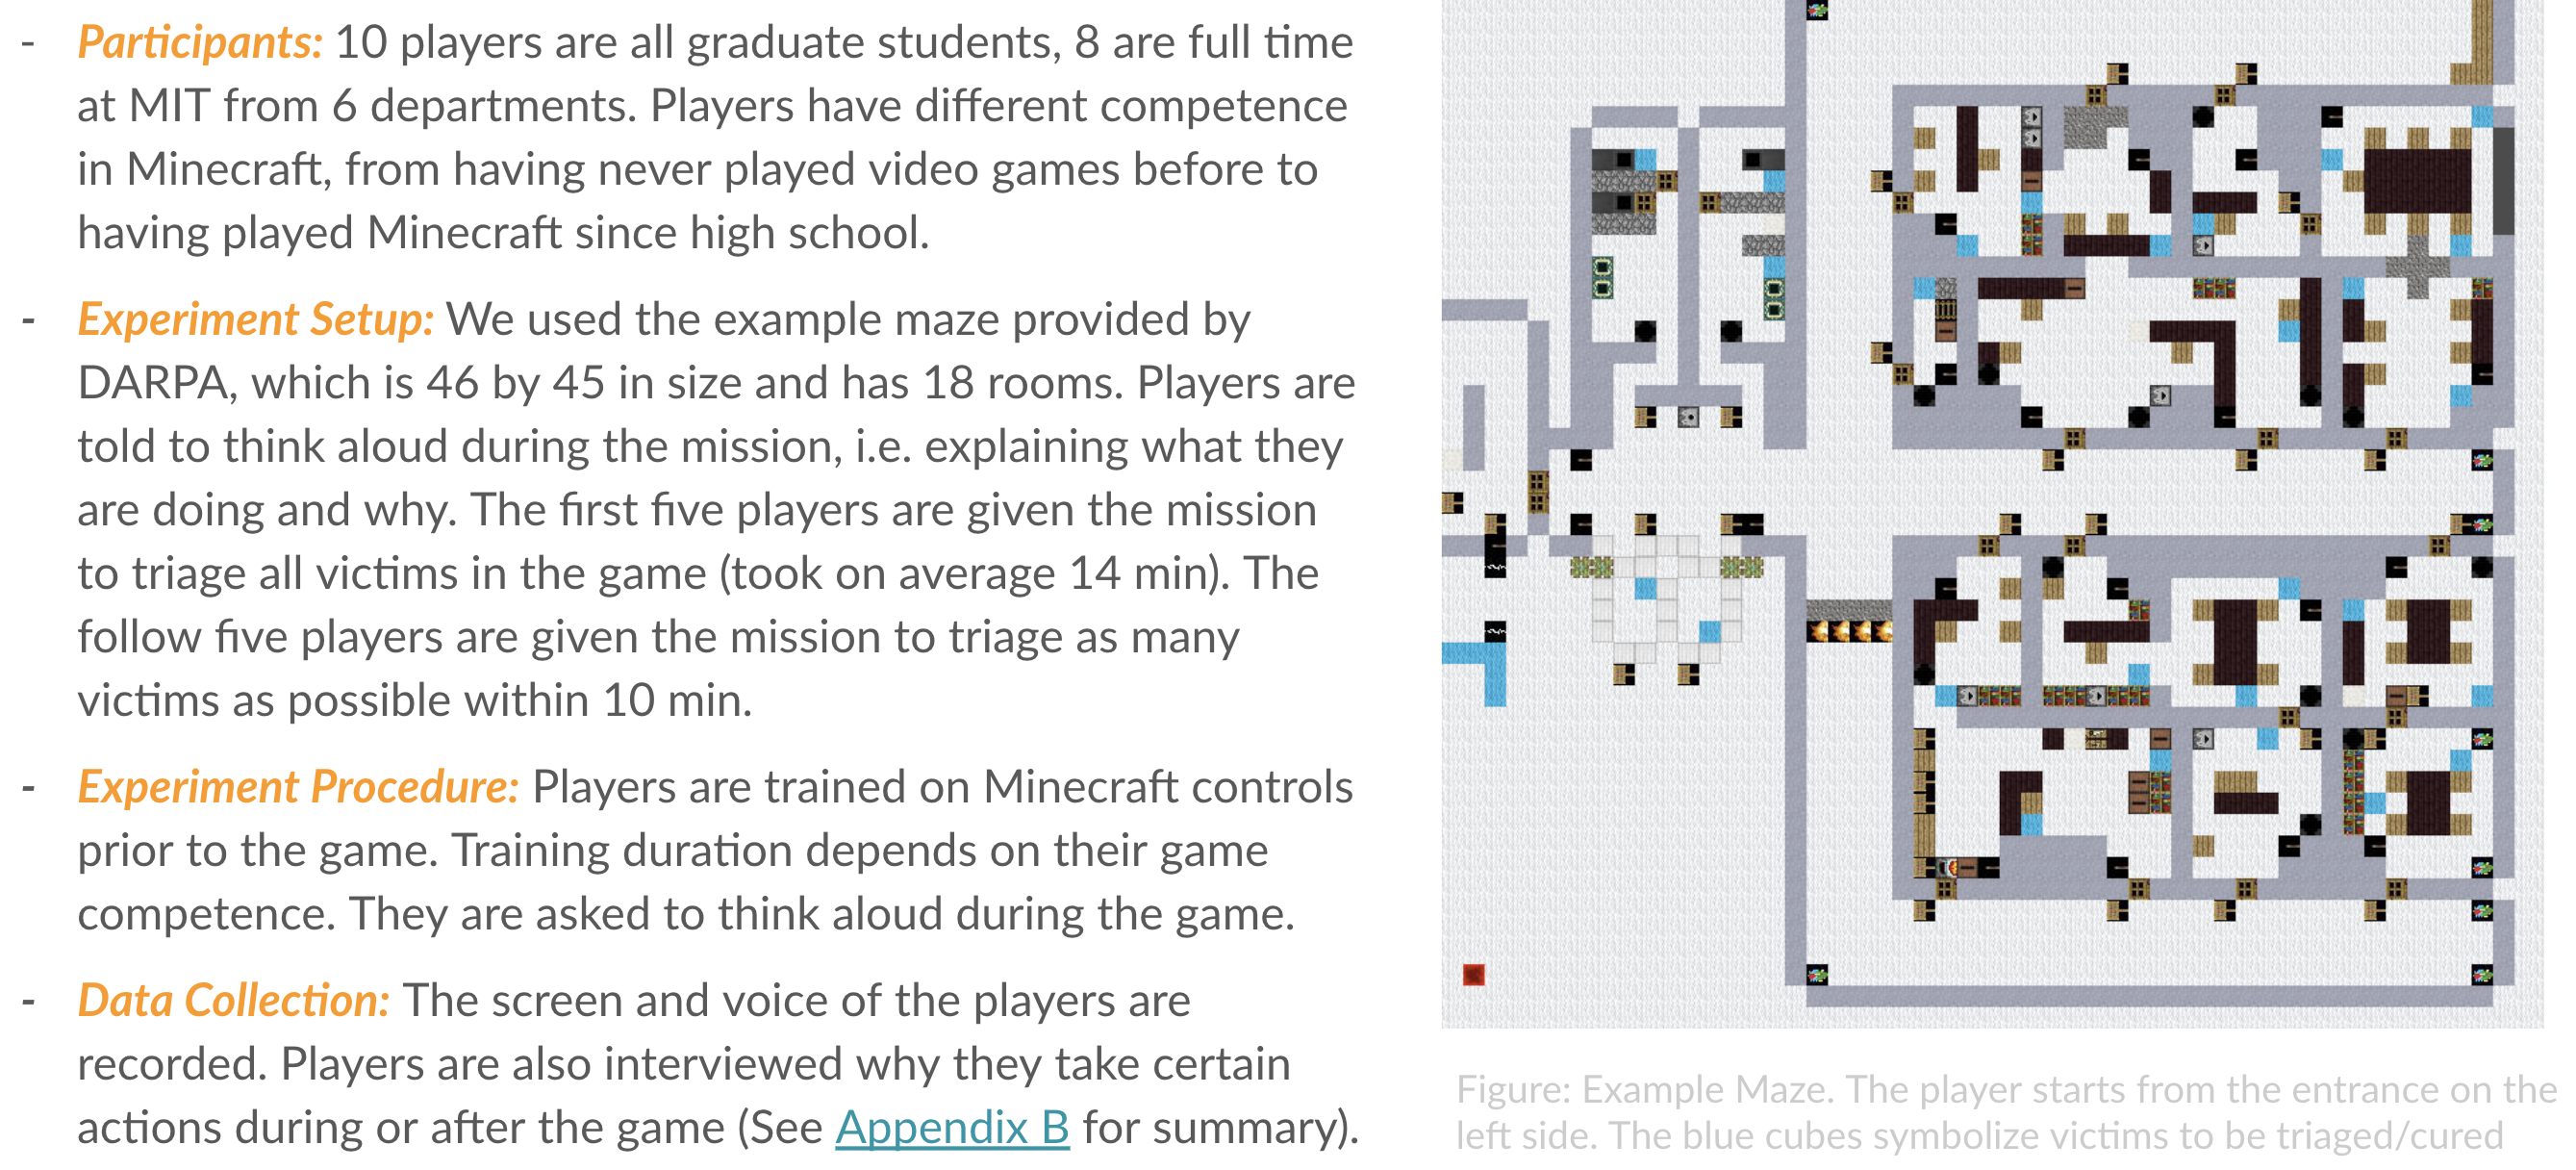 - Participants: 10 players are all graduate students, 8 are full time
at MIT from 6 departments. Players have different competence
in Minecraft, from having never played video games before to
having played Minecraft since high school.
- Experiment Setup: We used the example maze provided by
DARPA, which is 46 by 45 in size and has 18 rooms. Players are
told to think aloud during the mission, i.e. explaining what they
are doing and why. The first five players are given the mission
to triage all victims in the game (took on average 14 min). The
follow five players are given the mission to triage as many
victims as possible within 10 min.
- Experiment Procedure: Players are trained on Minecraft controls
prior to the game. Training duration depends on their game
competence. They are asked to think aloud during the game.
- Data Collection: The screen and voice of the players are
recorded. Players are also interviewed why they take certain
actions during or after the game (See Appendix B for summary).
Figure: Example Maze. The player starts from the entrance on the
left side. The blue cubes symbolize victims to be triaged/cured